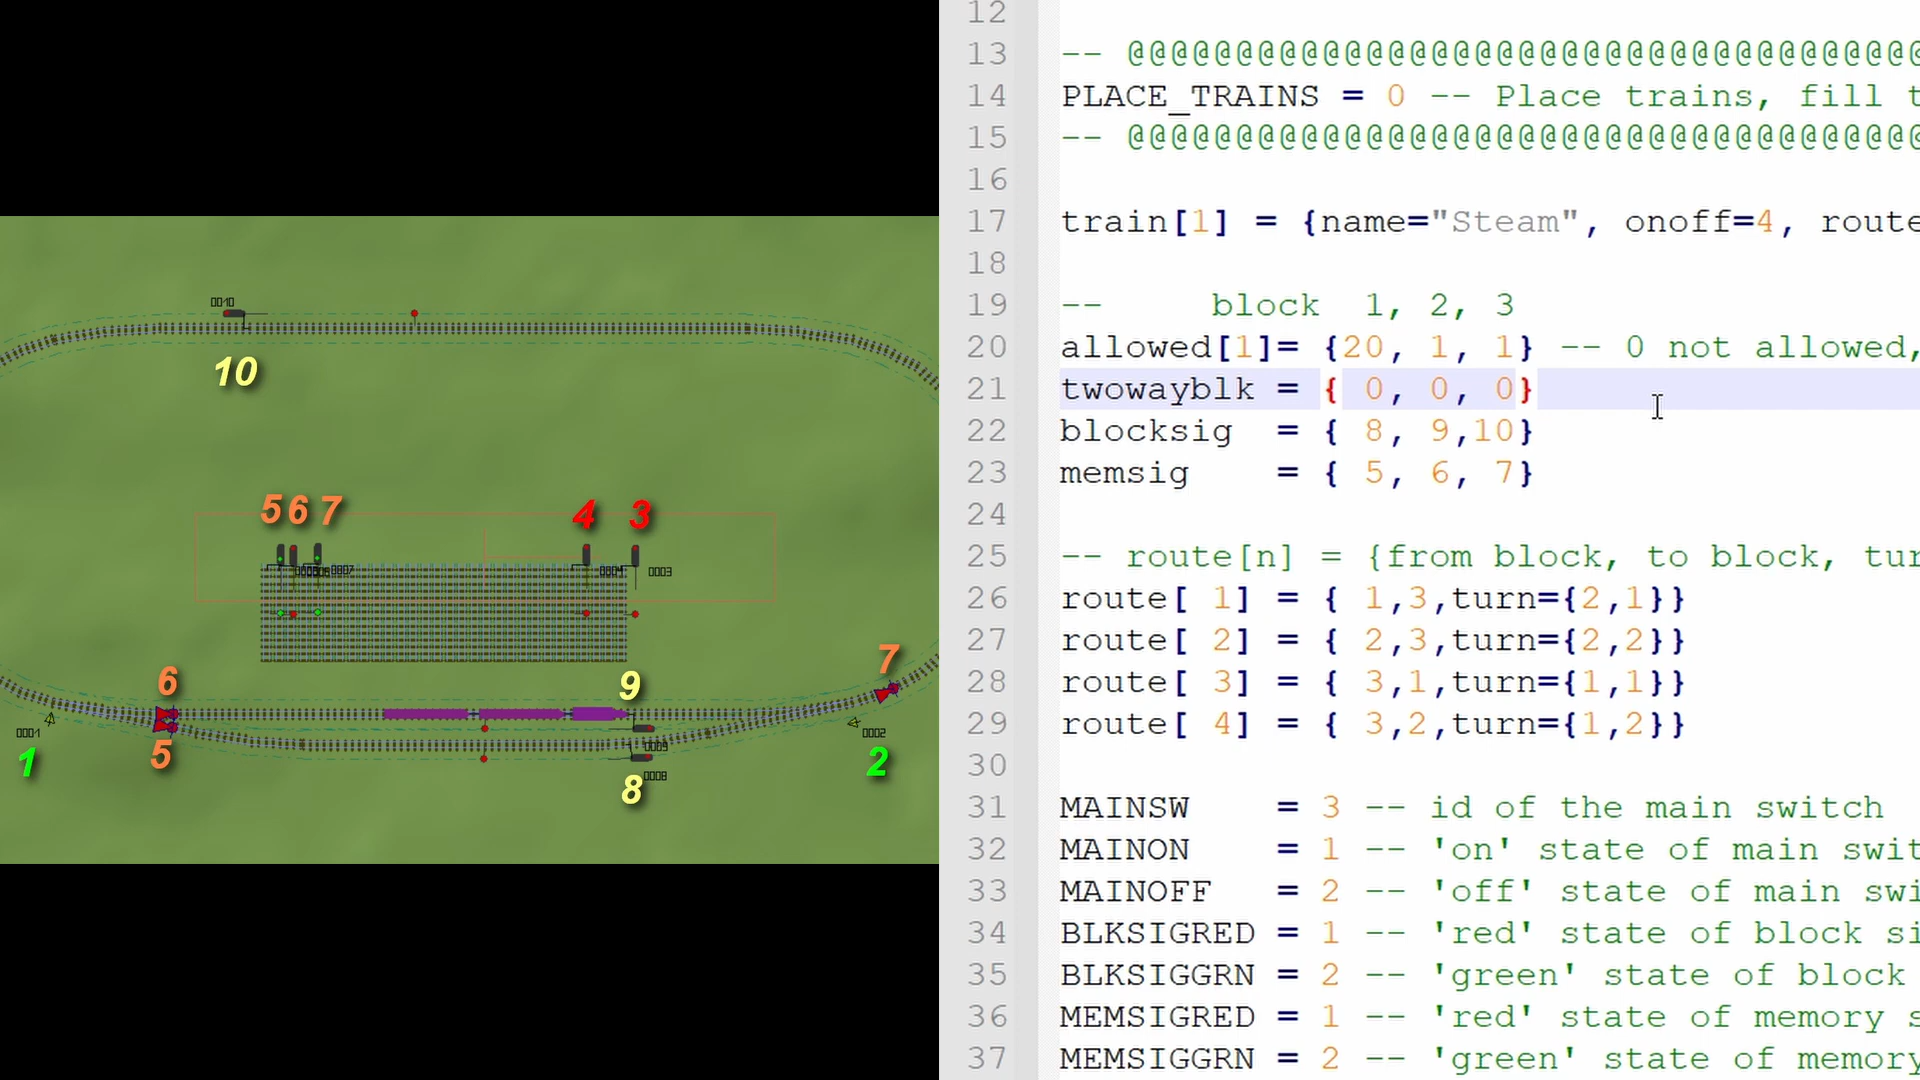 0010
10
5 6 7 4 3
0007
0004
0003
6
9
7
0001
0002
1
5
0009
2
8
0008
12
13 -- @@@@@@@@@@@@@@@@@@@@@@@@@@@@@@@@@@@@@
14 PLACE_TRAINS = 0 -- Place trains, fill t
15 -- @@@@@@@@@@@@@@@@@@@@@@@@@@@@@@@@@@@@@
16
17 train[1] = {name="Steam", onoff=4, route
18
19 -- block 1, 2, 3
20 allowed[1]= {20, 1, 1} -- 0 not allowed,
21 twowayblk = { 0, 0, 0}
22 blocksig = { 8, 9,10}
23 memsig = { 5, 6, 7}
24
25 -- route[n] = {from block, to block, tur
26 route[ 1] = { 1,3,turn={2,1}}
27 route[ 2] = { 2,3,turn={2,2}}
28 route[ 3] = { 3,1,turn={1,1}}
29 route[ 4] = { 3,2,turn={1,2}}
30
31 MAINSW = 3 -- id of the main switch
32 MAINON = 1 -- 'on' state of main swit
33 MAINOFF = 2 -- 'off' state of main swi
34 BLKSIGRED = 1 -- 'red' state of block si
35 BLKSIGGRN = 2 -- 'green' state of block
36 MEMSIGRED = 1 -- 'red' state of memory s
37 MEMSIGGRN = 2 -- 'green' state of memory